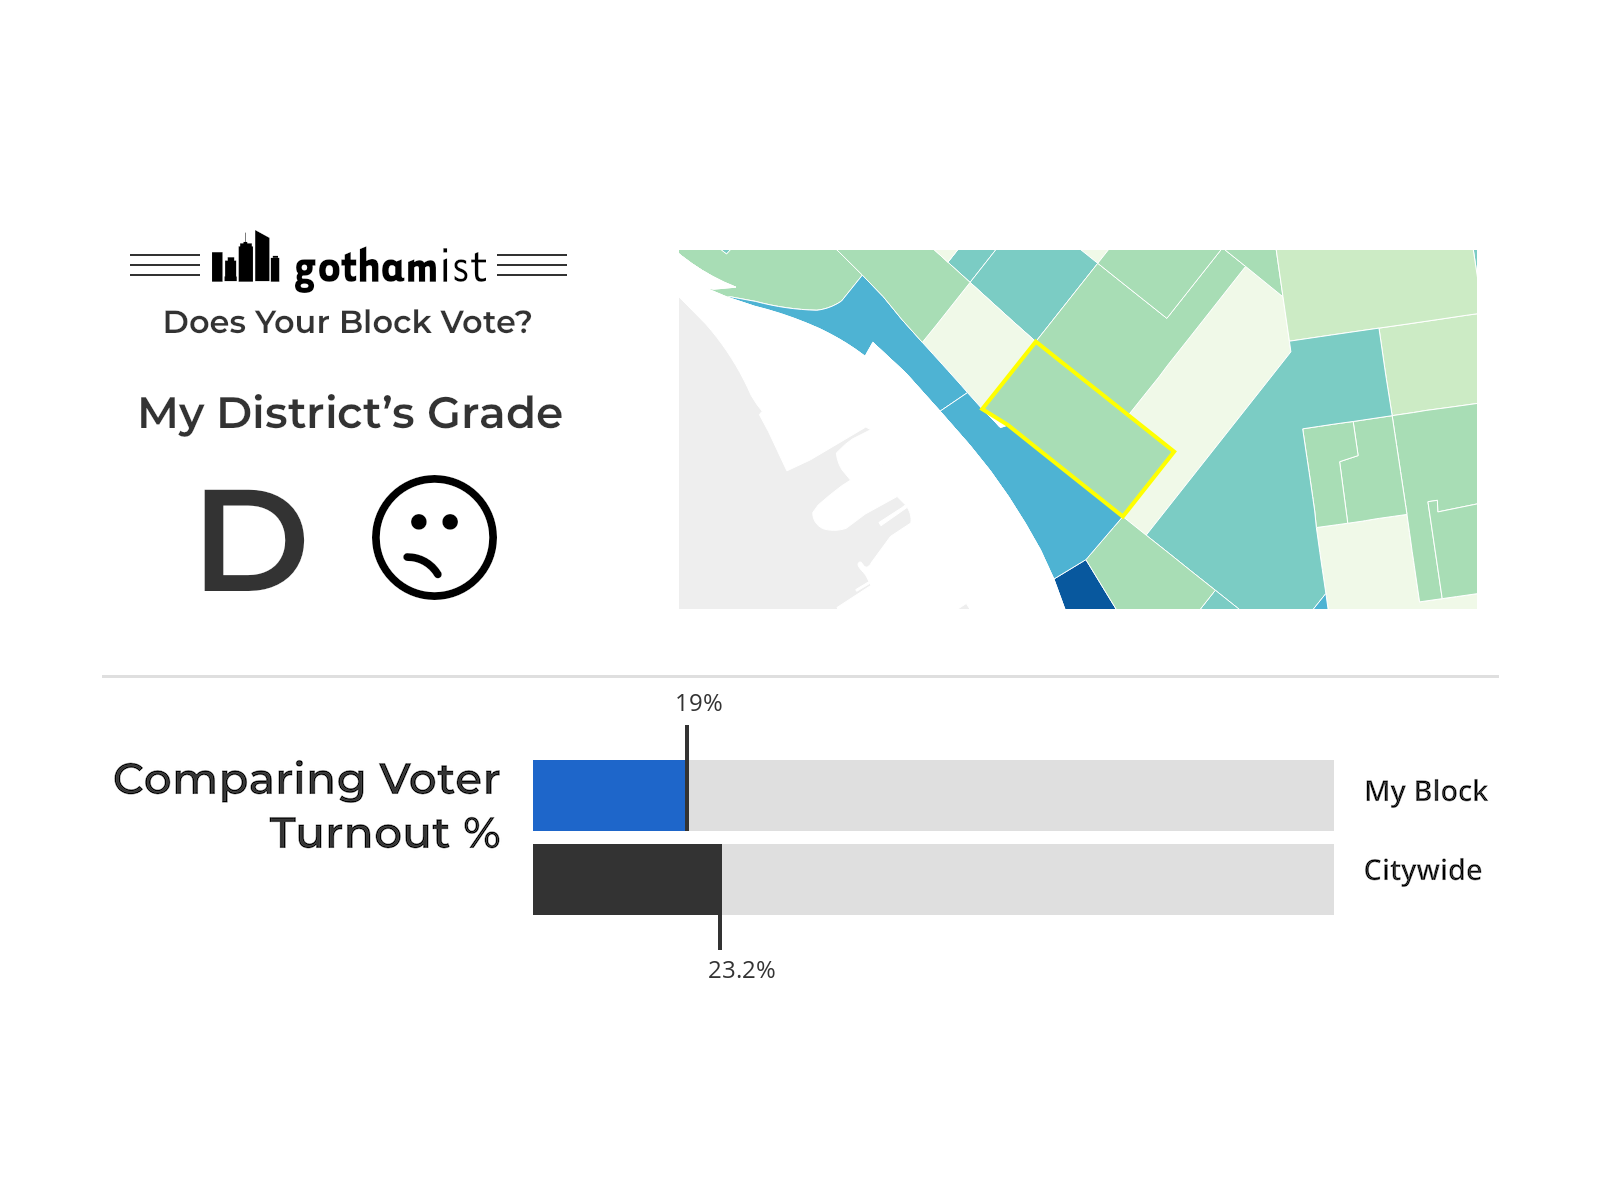 gothamist
Does Your Block Vote?
My District’s Grade
D
19%
Comparing Voter
Turnout %
My Block
Citywide
23.2%